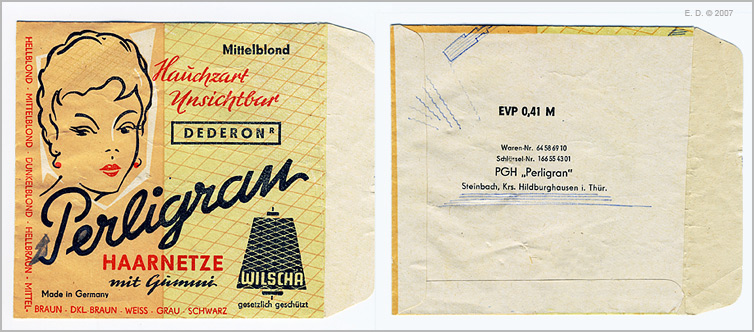 Mittelblond
Hauchzart
Unsichtbar
DEDERON R
Perligran
HAARNETZE
mit Gummi
WILSCHA
gesetzlich geschützt
Made in Germany
HELLBLOND - MITTELBLOND - DUNKELBLOND - HELLBRAUN - MITTEL-
BRAUN - DKL. BRAUN - WEISS - GRAU - SCHWARZ
E. D. © 2007
EVP 0,41 M
Waren-Nr. 64 58 69 10
Schlüssel-Nr. 166 55 4301
PGH „Perligran"
Steinbach, Krs. Hildburghausen i. Thür.